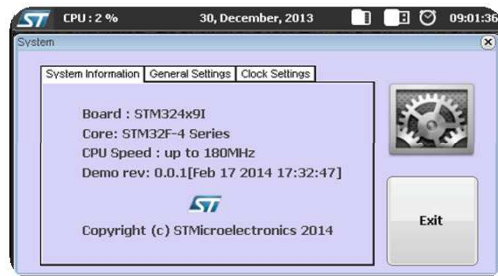 ST CPU : 2 % 30, December, 2013 B 09:01:36
System x
System Information General Settings Clock Settings
Board : STM324x9I
Core: STM32F-4 Series
CPU Speed : up to 180MHz
Demo rev: 0.0.1[Feb 17 2014 17:32:47]
ST
Copyright (c) STMicroelectronics 2014
Exit